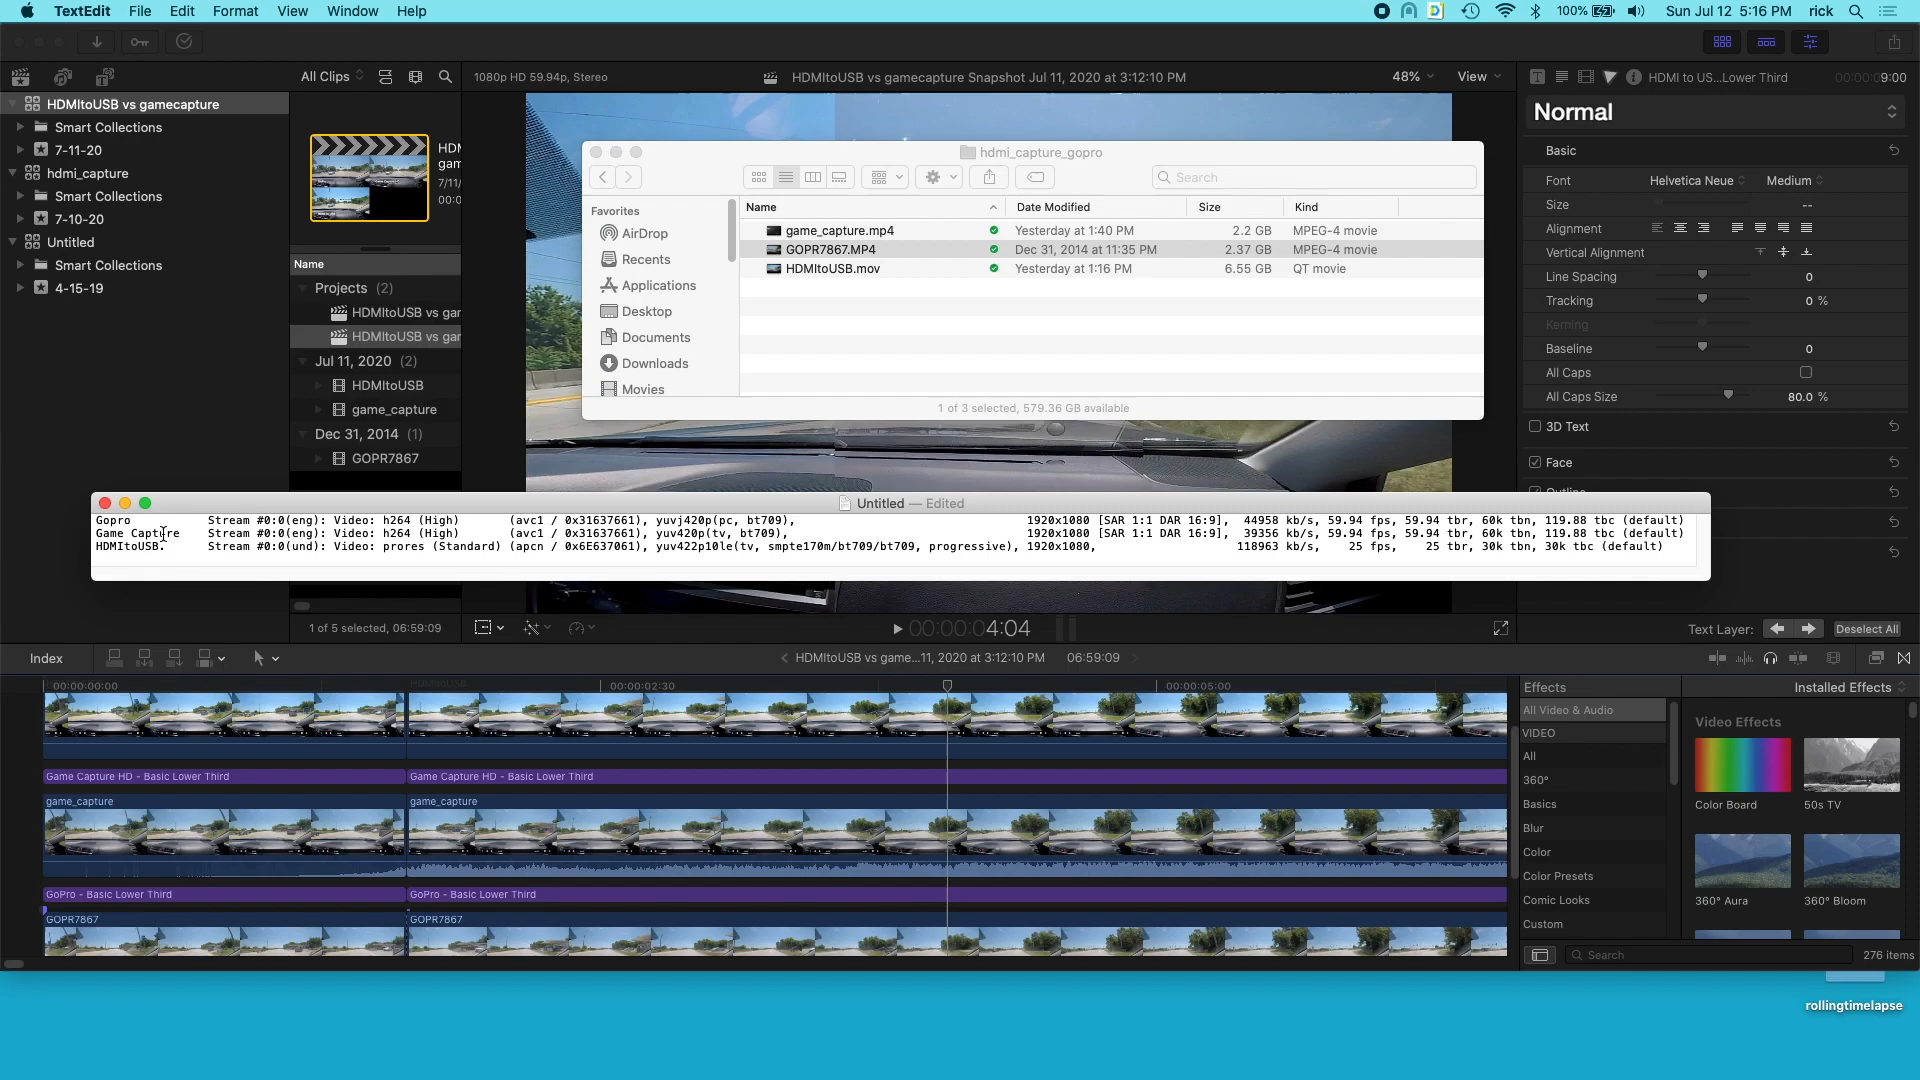 TextEdit File Edit Format View Window Help 100% Sun Jul 12 5:16 PM rick
All Clips
1080p HD 59.94p, Stereo
HDMItoUSB vs gamecapture Snapshot Jul 11, 2020 at 3:12:10 PM
48% View
HDMI to US...Lower Third
00:00:09:00
HDMItoUSB vs gamecapture
Smart Collections
7-11-20
hdmi_capture
Smart Collections
7-10-20
Untitled
Smart Collections
4-15-19
HDM
gam
7/11/
00:0
Name
Projects (2)
HDMItoUSB vs gar
HDMItoUSB vs gar
Jul 11, 2020 (2)
HDMItoUSB
game_capture
Dec 31, 2014 (1)
GOPR7867
1 of 5 selected, 06:59:09
hdmi_capture_gopro
Search
Favorites
AirDrop
Recents
Applications
Desktop
Documents
Downloads
Movies
Name Date Modified Size Kind
game_capture.mp4 Yesterday at 1:40 PM 2.2 GB MPEG-4 movie
GOPR7867.MP4 Dec 31, 2014 at 11:35 PM 2.37 GB MPEG-4 movie
HDMItoUSB.mov Yesterday at 1:16 PM 6.55 GB QT movie
1 of 3 selected, 579.36 GB available
Normal
Basic
Font Helvetica Neue Medium
Size --
Alignment
Vertical Alignment
Line Spacing 0
Tracking 0 %
Kerning
Baseline 0
All Caps
All Caps Size 80.0 %
3D Text
Face
Outline
Untitled — Edited
Gopro Stream #0:0(eng): Video: h264 (High) (avc1 / 0x31637661), yuvj420p(pc, bt709), 1920x1080 [SAR 1:1 DAR 16:9], 44958 kb/s, 59.94 fps, 59.94 tbr, 60k tbn, 119.88 tbc (default)
Game Capture Stream #0:0(eng): Video: h264 (High) (avc1 / 0x31637661), yuv420p(tv, bt709), 1920x1080 [SAR 1:1 DAR 16:9], 39356 kb/s, 59.94 fps, 59.94 tbr, 60k tbn, 119.88 tbc (default)
HDMItoUSB. Stream #0:0(und): Video: prores (Standard) (apcn / 0x6E637061), yuv422p10le(tv, smpte170m/bt709/bt709, progressive), 1920x1080, 118963 kb/s, 25 fps, 25 tbr, 30k tbn, 30k tbc (default)
00:00:04:04
Text Layer: Deselect All
Index
HDMItoUSB vs game...11, 2020 at 3:12:10 PM 06:59:09
00:00:00:00 00:00:02:30 00:00:05:00
Game Capture HD - Basic Lower Third Game Capture HD - Basic Lower Third
game_capture game_capture
GoPro - Basic Lower Third GoPro - Basic Lower Third
GOPR7867 GOPR7867
Effects Installed Effects
All Video & Audio
VIDEO
All
360°
Basics
Blur
Color
Color Presets
Comic Looks
Custom
Video Effects
Color Board 50s TV
360° Aura 360° Bloom
Search 276 items
rollingtimelapse